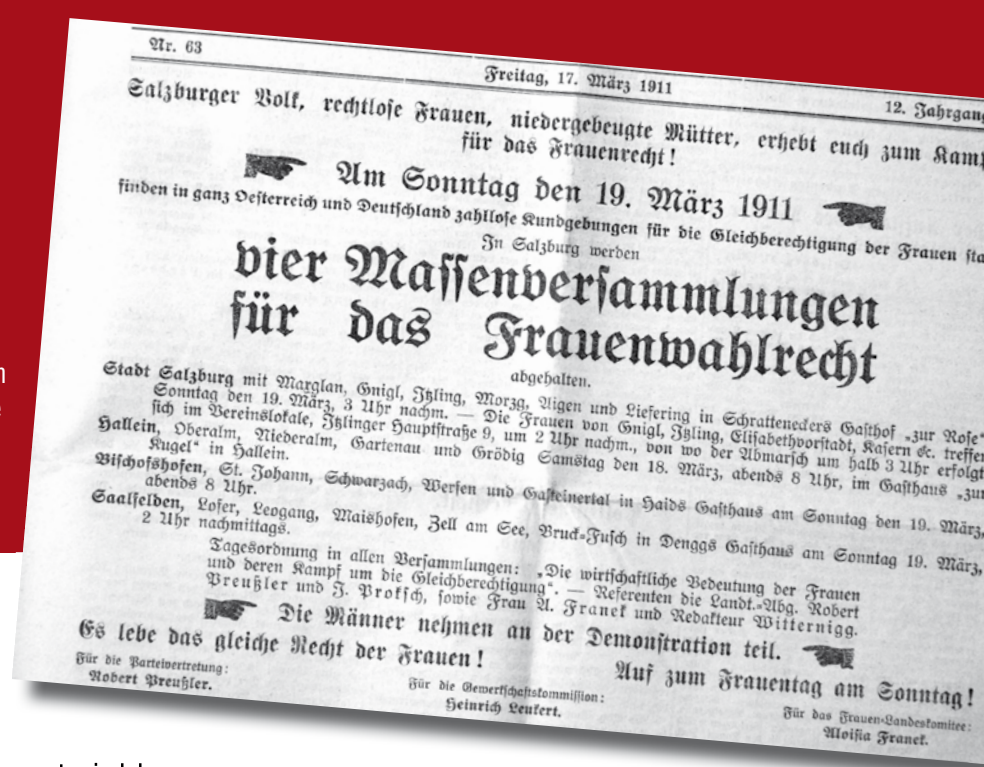 Nr. 63
Freitag, 17. März 1911
12. Jahrgang
Salzburger Volk, rechtlose Frauen, niedergebeugte Mütter, erhebt euch zum Kamp
für das Frauenrecht!
Am Sonntag den 19. März 1911
finden in ganz Oesterreich und Deutschland zahllose Kundgebungen für die Gleichberechtigung der Frauen sta
In Salzburg werden
vier Massenversammlungen
für das Frauenwahlrecht
abgehalten.
Stadt Salzburg mit Maxglan, Gnigl, Itzling, Morzg, Aigen und Liefering in Schratteneckers Gasthof „zur Rose“
Sonntag den 19. März, 3 Uhr nachm. — Die Frauen von Gnigl, Itzling, Elisabethvorstadt, Kasern &c. treffen
sich im Vereinslokale, Itzlinger Hauptstraße 9, um 2 Uhr nachm., von wo der Abmarsch um halb 3 Uhr erfolgt
Hallein, Oberalm, Niederalm, Gartenau und Grödig Samstag den 18. März, abends 8 Uhr, im Gasthaus „zur
Kugel“ in Hallein.
Bischofshofen, St. Johann, Schwarzach, Werfen und Gasteinertal in Haids Gasthaus am Sonntag den 19. März,
abends 8 Uhr.
Saalfelden, Lofer, Leogang, Maishofen, Zell am See, Bruck-Fusch in Denggs Gasthaus am Sonntag 19. März,
2 Uhr nachmittags.
Tagesordnung in allen Versammlungen: „Die wirtschaftliche Bedeutung der Frauen
und deren Kampf um die Gleichberechtigung“. — Referenten die Landt.-Abg. Robert
Preußler und J. Proksch, sowie Frau A. Franek und Redakteur Witternigg.
Die Männer nehmen an der Demonstration teil.
Es lebe das gleiche Recht der Frauen!
Auf zum Frauentag am Sonntag!
Für die Parteivertretung:
Robert Preußler.
Für die Gewerkschaftskommission:
Heinrich Leukert.
Für das Frauen-Landeskomitee:
Aloisia Franek.